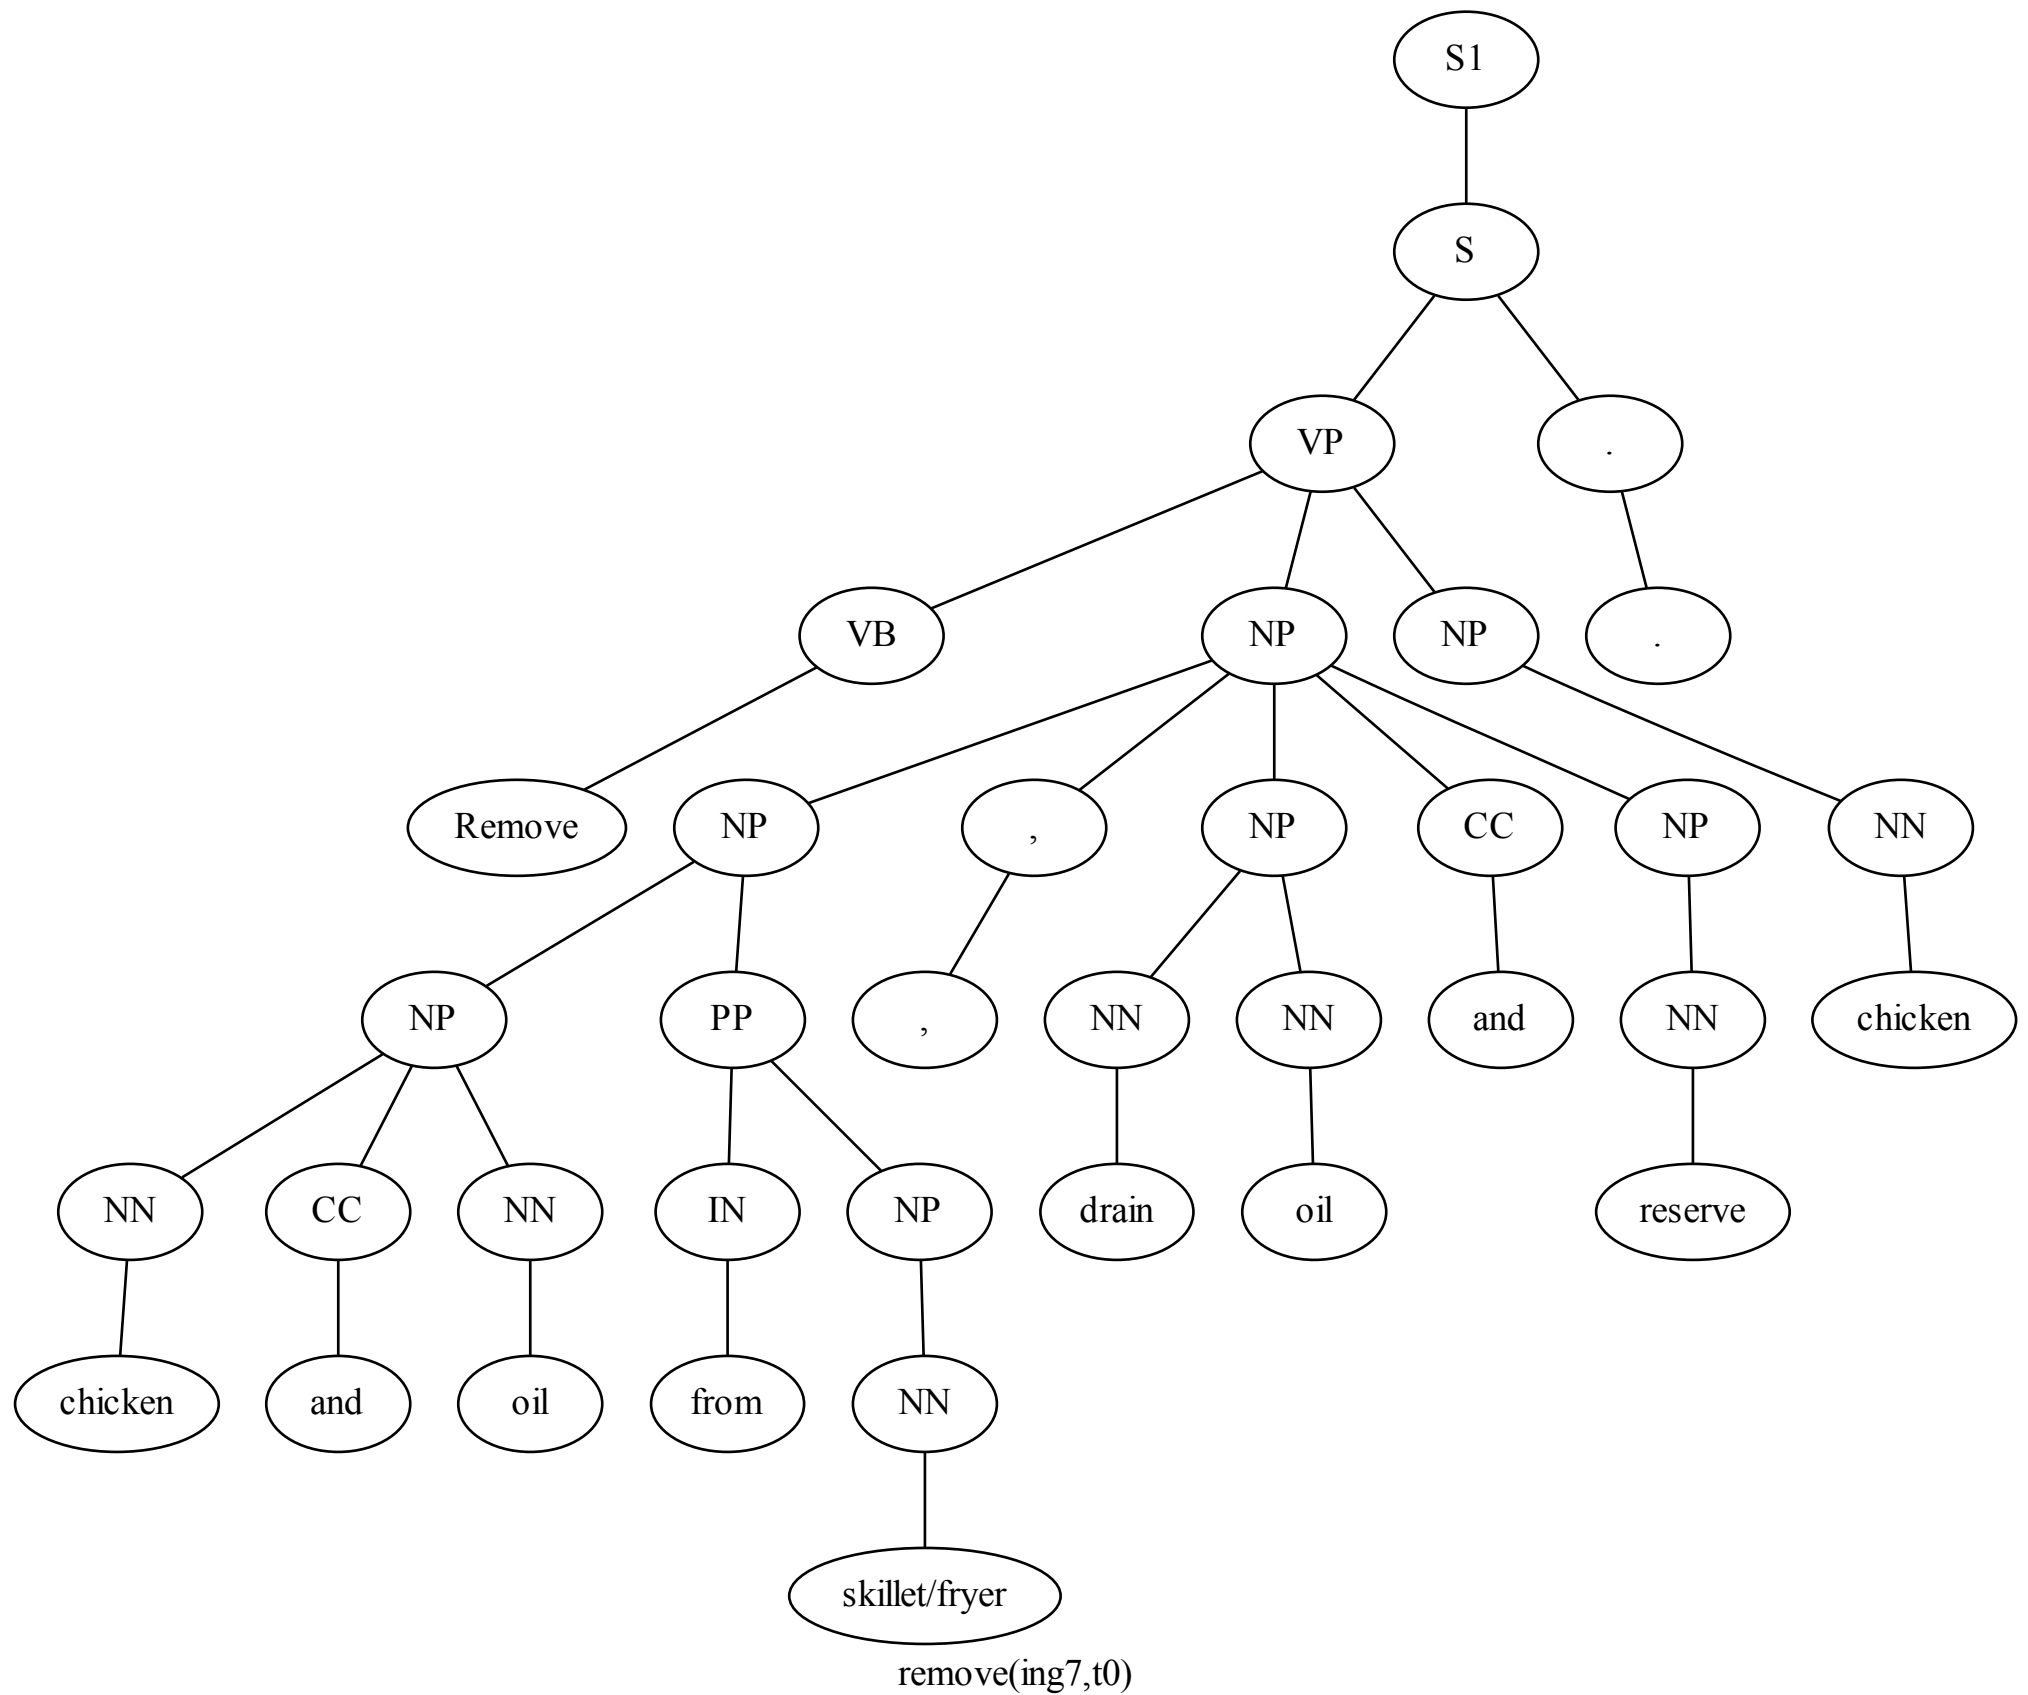 S1
S
VP .
VB NP NP .
Remove NP , NP CC NP NN
NP PP , NN NN and NN chicken
NN CC NN IN NP drain oil reserve
chicken and oil from NN
skillet/fryer
remove(ing7,t0)